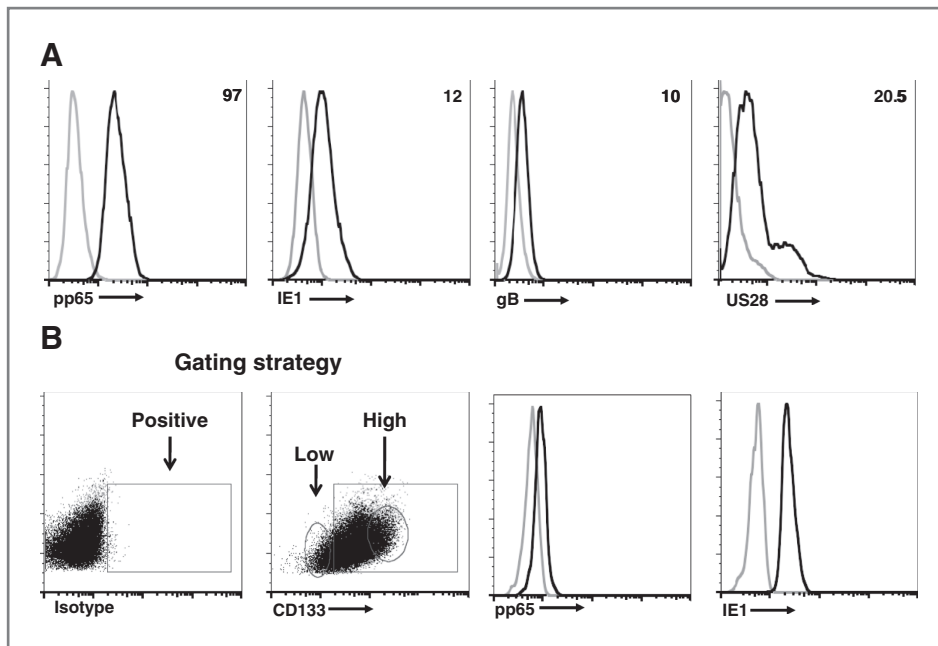 A
97
12
10
20.5
pp65
IE1
gB
US28
B
Gating strategy
Positive
Low
High
Isotype
CD133
pp65
IE1